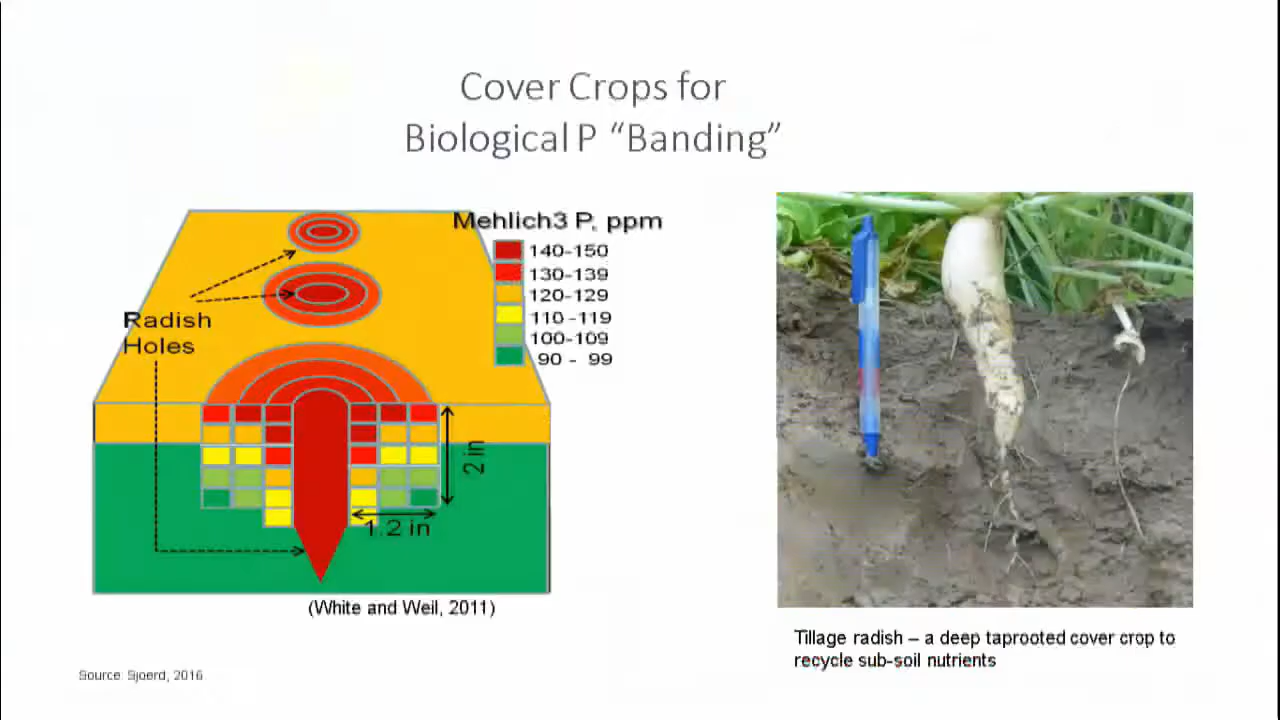 Cover Crops for
Biological P “Banding”
Mehlich3 P, ppm
140-150
130-139
120-129
110 -119
100-109
90 - 99
Radish
Holes
2 in
1.2 in
(White and Weil, 2011)
Tillage radish – a deep taprooted cover crop to
recycle sub-soil nutrients
Source: Sjoerd, 2016